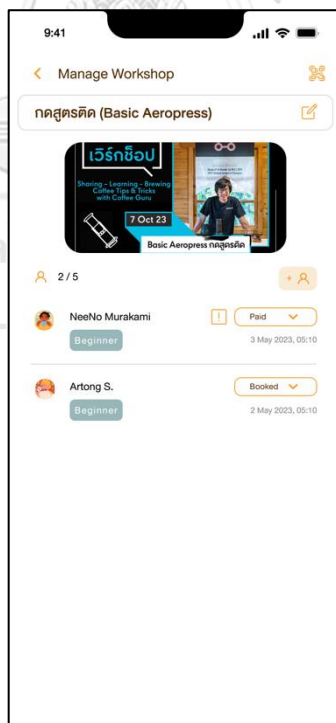 9:41
Manage Workshop
กดสูตรติด (Basic Aeropress)
เวิร์กช็อป
Sharing - Learning - Brewing
Coffee Tips & Tricks
with Coffee Guru
7 Oct 23
Basic Aeropress กดสูตรติด
2 / 5
NeeNo Murakami
Paid
Beginner
3 May 2023, 05:10
Artong S.
Booked
Beginner
2 May 2023, 05:10